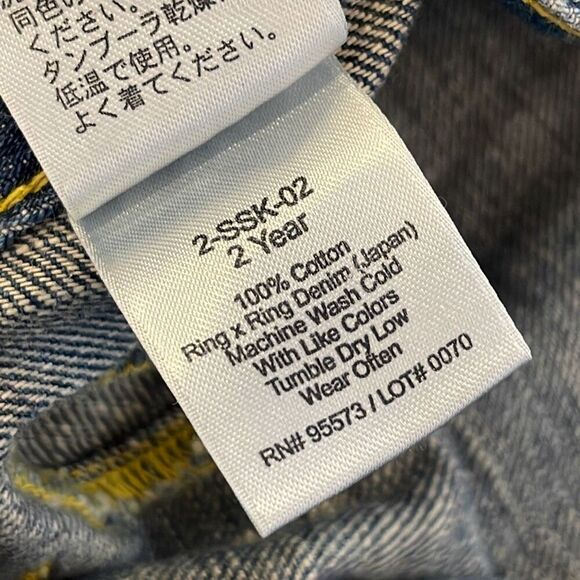 同色の
ください。
タンブーラ乾燥
低温で使用。
よく着てください。
2-SSK-02
2 Year
100% Cotton
Ring x Ring Denim (Japan)
Machine Wash Cold
With Like Colors
Tumble Dry Low
Wear Often
RN# 95573 / LOT# 0070